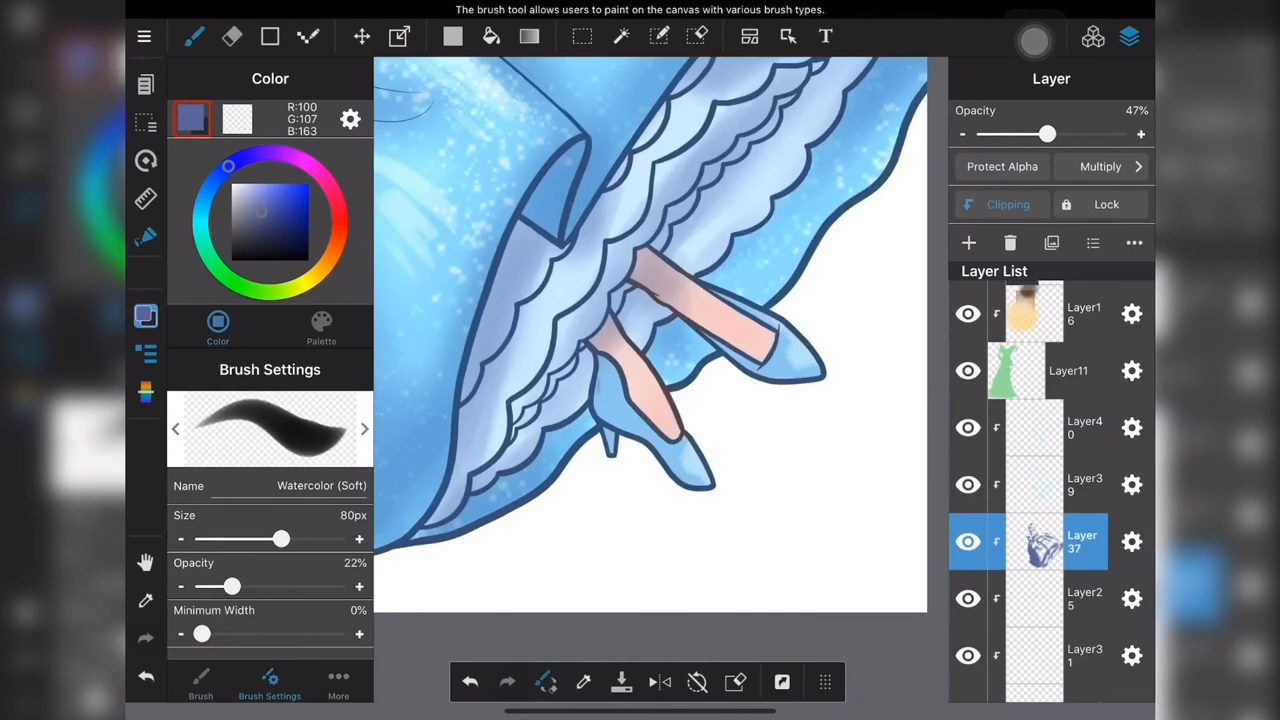 The brush tool allows users to paint on the canvas with various brush types.
T
Color
R:100
G:107
B:163
Color
Palette
Brush Settings
Name
Watercolor (Soft)
Size
80px
- +
Opacity
22%
- +
Minimum Width
0%
- +
Brush
Brush Settings
More
Layer
Opacity
47%
- +
Protect Alpha
Multiply
Clipping
Lock
Layer List
Layer1
6
Layer11
Layer4
0
Layer3
9
Layer
37
Layer2
5
Layer3
1